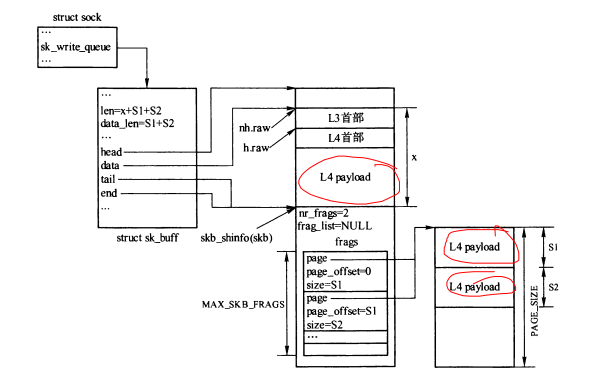 struct sock
...
sk_write_queue
...
...
len=x+S1+S2
data_len=S1+S2
...
head
data
tail
end
...
struct sk_buff
nh.raw
h.raw
skb_shinfo(skb)
L3首部
L4首部
L4 payload
x
nr_frags=2
frag_list=NULL
frags
page
page_offset=0
size=S1
page
page_offset=S1
size=S2
...
MAX_SKB_FRAGS
L4 payload
L4 payload
S1
S2
PAGE_SIZE